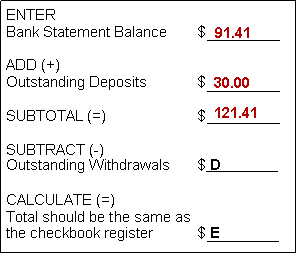 ENTER
Bank Statement Balance $ 91.41
ADD (+)
Outstanding Deposits $ 30.00
SUBTOTAL (=) $ 121.41
SUBTRACT (-)
Outstanding Withdrawals $ D
CALCULATE (=)
Total should be the same as
the checkbook register $ E